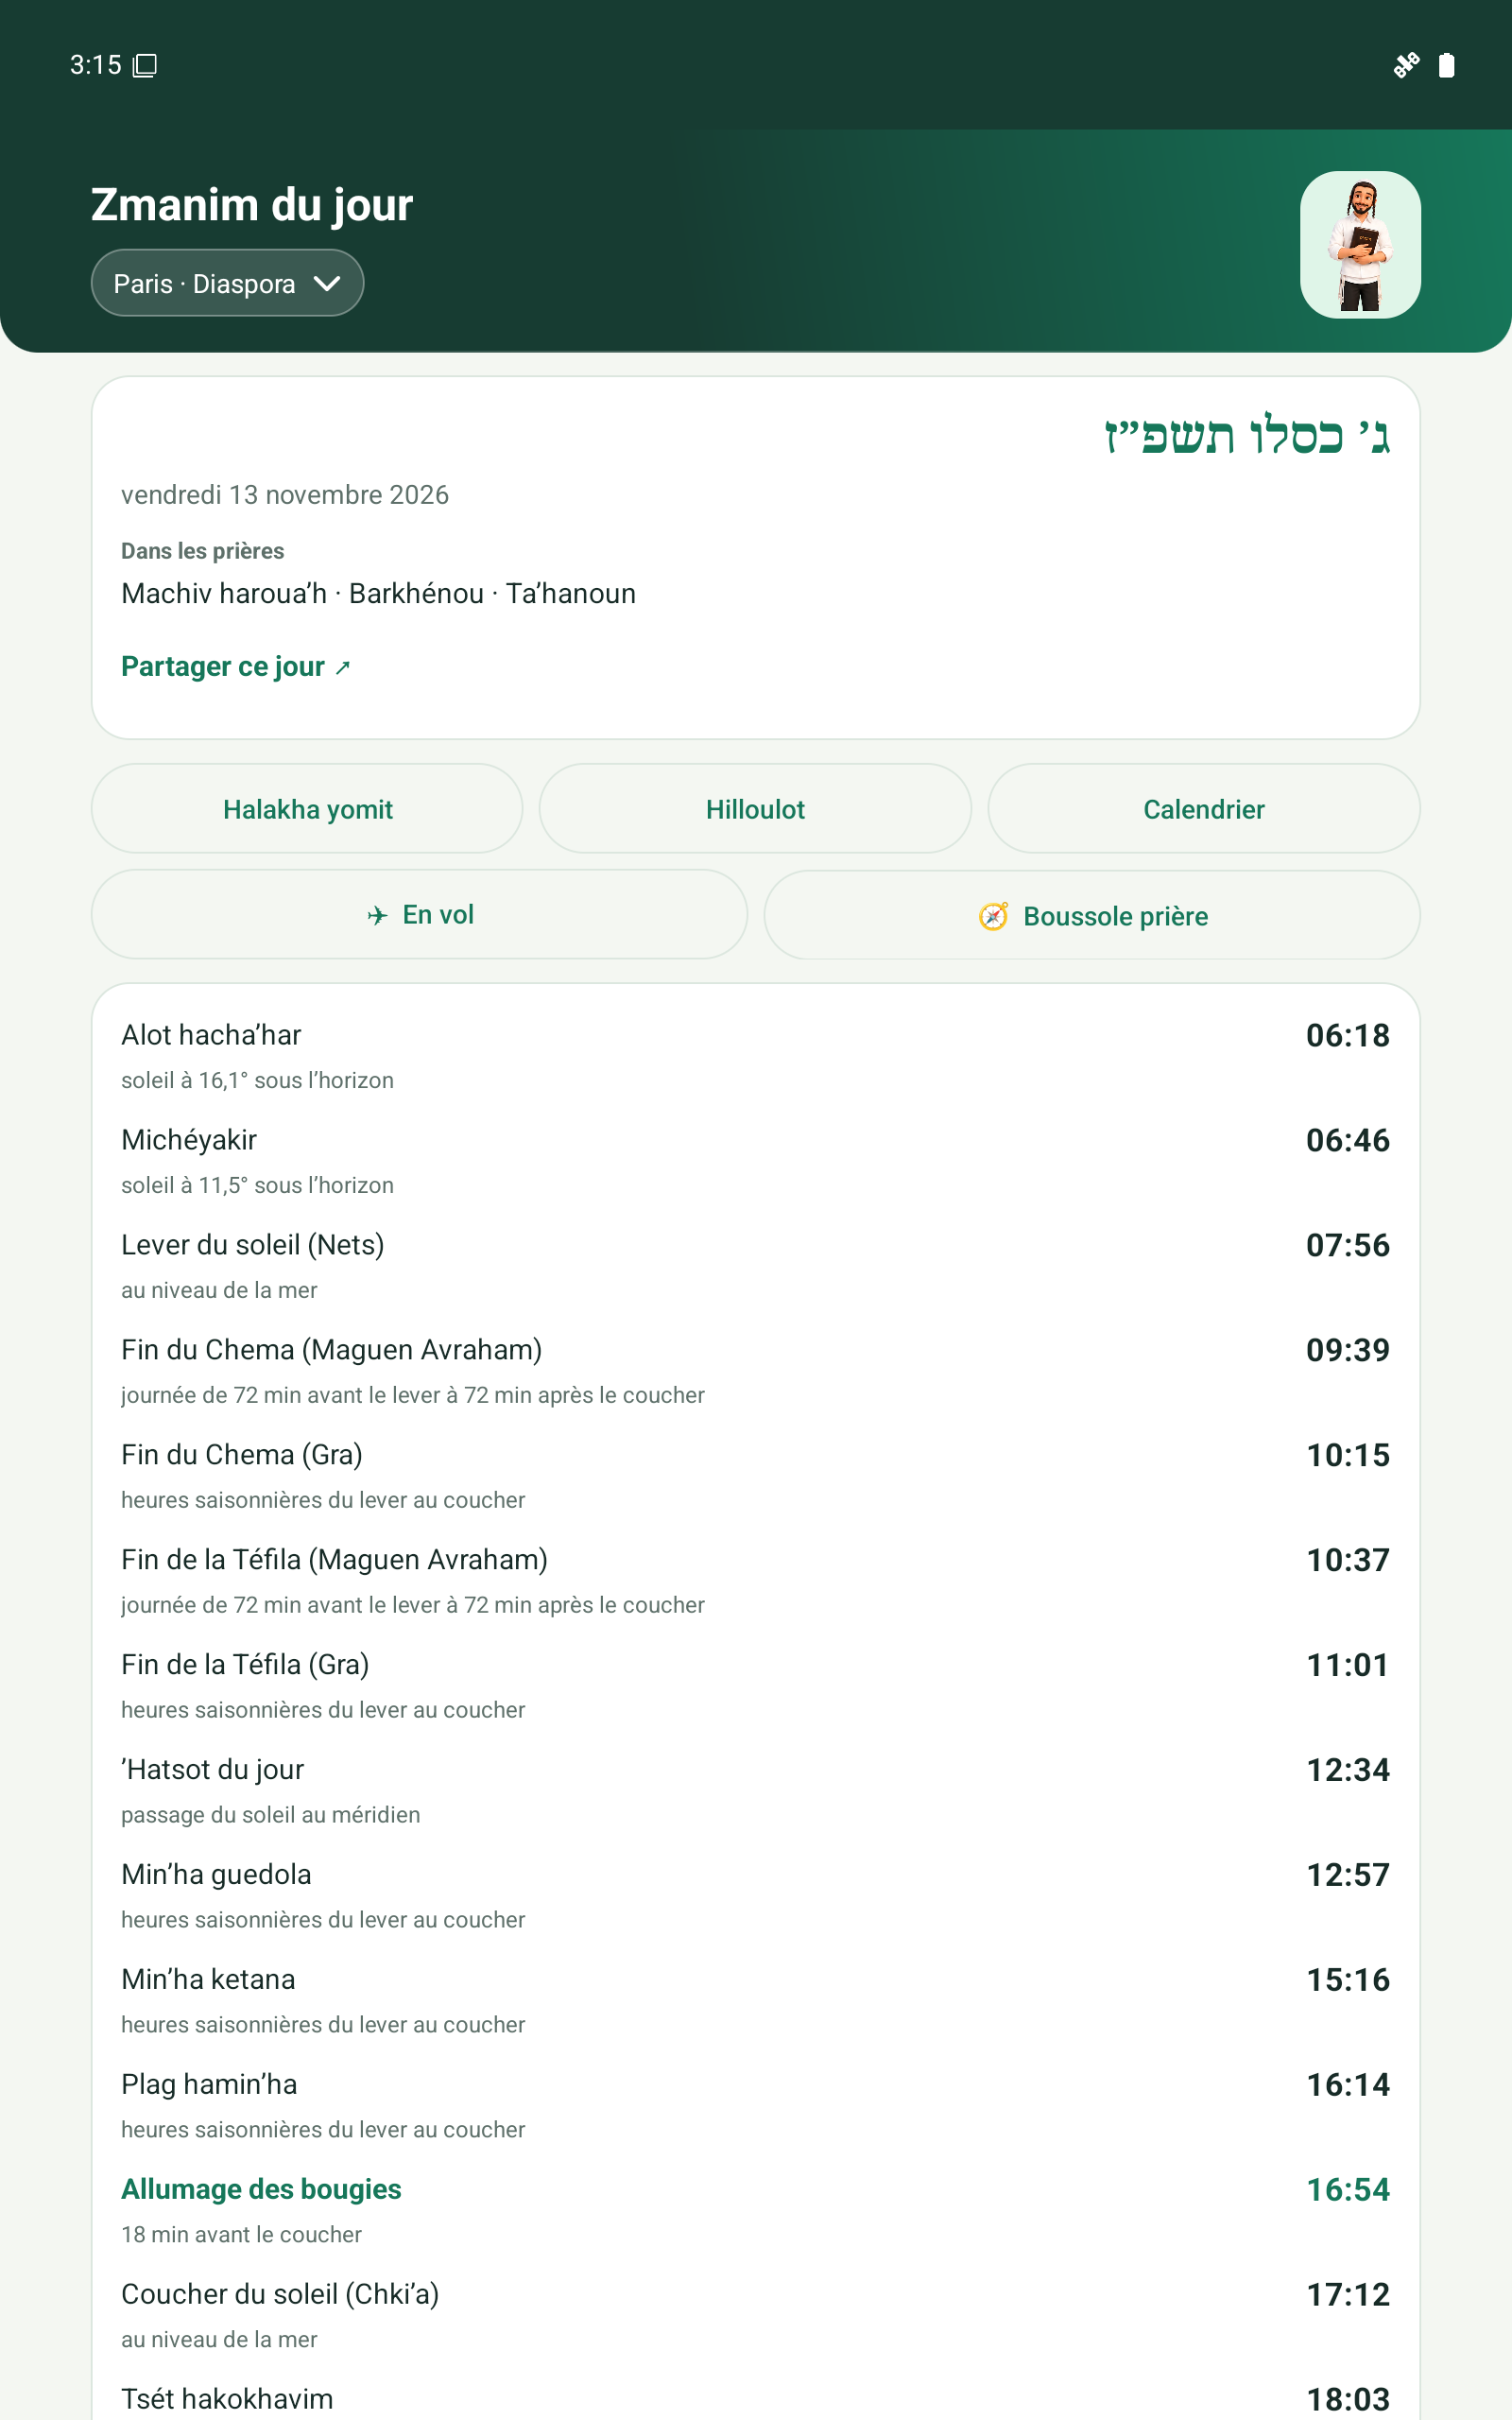 3:15
Zmanim du jour
Paris · Diaspora
ג׳ כסלו תשפ״ז
vendredi 13 novembre 2026
Dans les prières
Machiv haroua’h · Barkhénou · Ta’hanoun
Partager ce jour ↗
Halakha yomit
Hilloulot
Calendrier
✈ En vol
🧭 Boussole prière
Alot hacha’har 06:18
soleil à 16,1° sous l’horizon
Michéyakir 06:46
soleil à 11,5° sous l’horizon
Lever du soleil (Nets) 07:56
au niveau de la mer
Fin du Chema (Maguen Avraham) 09:39
journée de 72 min avant le lever à 72 min après le coucher
Fin du Chema (Gra) 10:15
heures saisonnières du lever au coucher
Fin de la Téfila (Maguen Avraham) 10:37
journée de 72 min avant le lever à 72 min après le coucher
Fin de la Téfila (Gra) 11:01
heures saisonnières du lever au coucher
’Hatsot du jour 12:34
passage du soleil au méridien
Min’ha guedola 12:57
heures saisonnières du lever au coucher
Min’ha ketana 15:16
heures saisonnières du lever au coucher
Plag hamin’ha 16:14
heures saisonnières du lever au coucher
Allumage des bougies 16:54
18 min avant le coucher
Coucher du soleil (Chki’a) 17:12
au niveau de la mer
Tsét hakokhavim 18:03